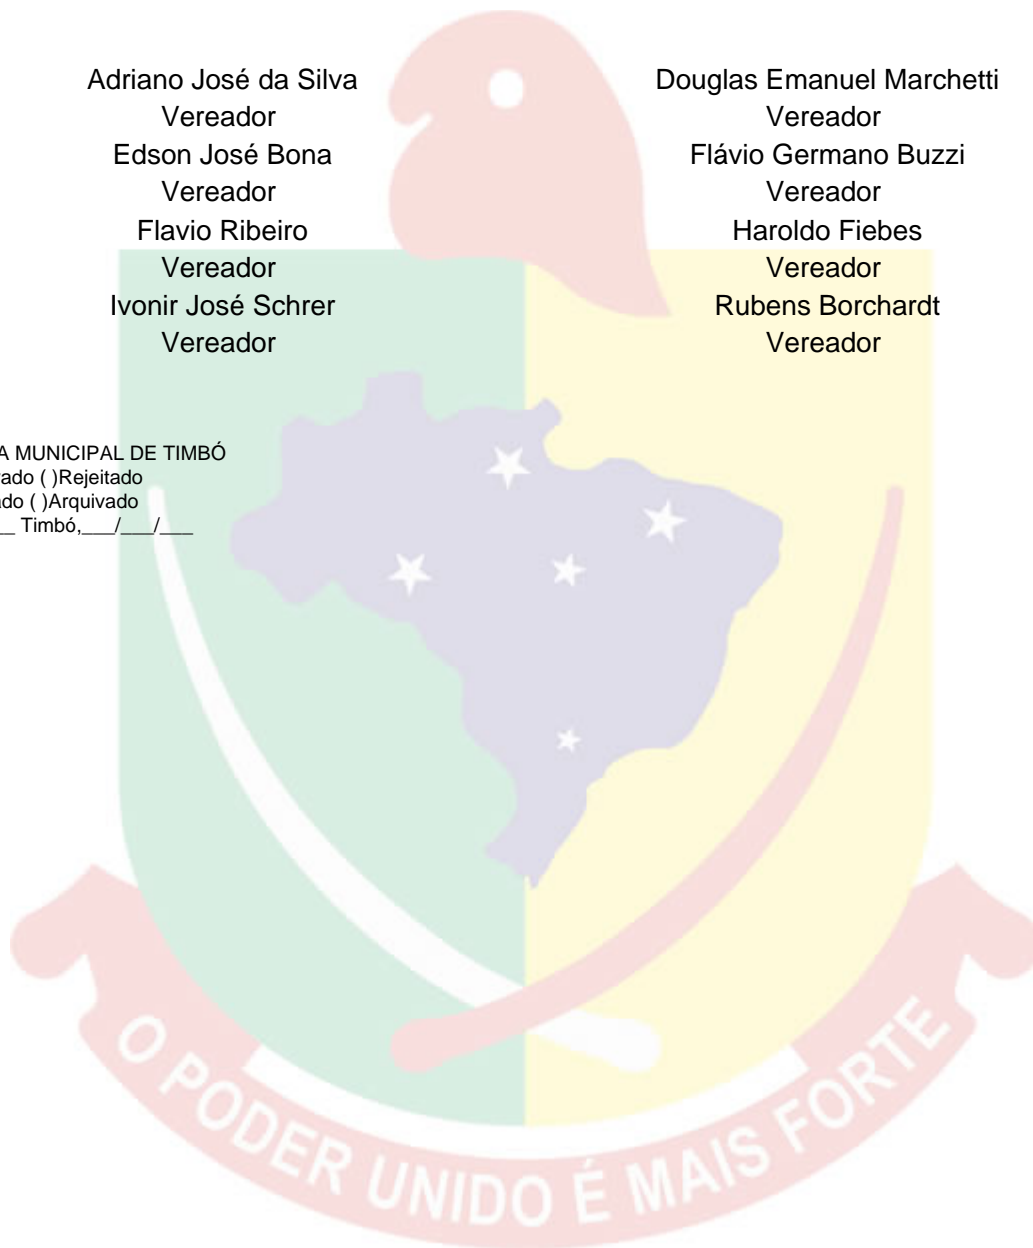 Adriano José da Silva
Vereador
Edson José Bona
Vereador
Flavio Ribeiro
Vereador
Ivonir José Schrer
Vereador
Douglas Emanuel Marchetti
Vereador
Flávio Germano Buzzi
Vereador
Haroldo Fiebes
Vereador
Rubens Borchardt
Vereador
A MUNICIPAL DE TIMBÓ
ado ( )Rejeitado
ado ( )Arquivado
__ Timbó,___/___/___
O PODER UNIDO É MAIS FORTE